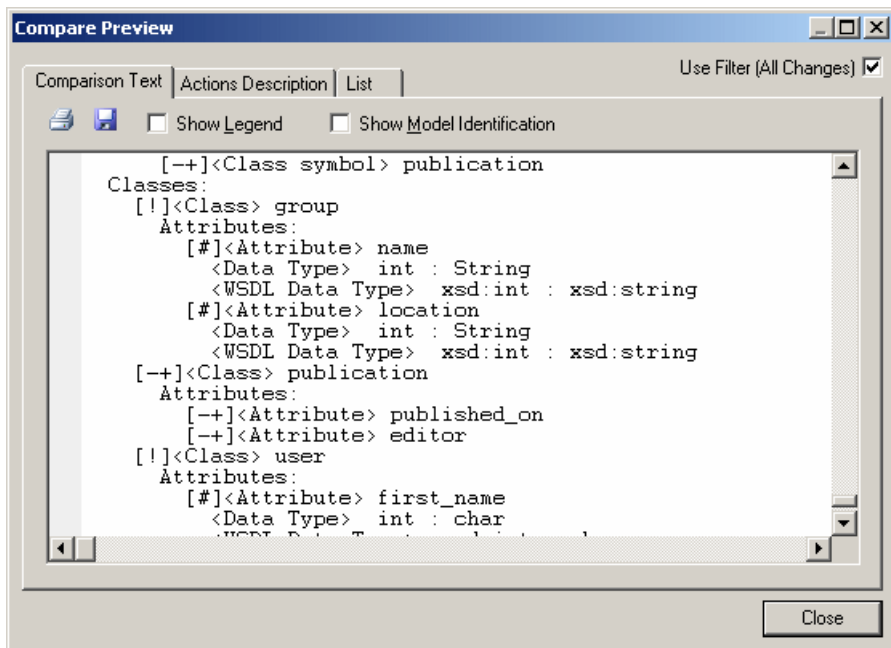 Compare Preview
Use Filter (All Changes)
Comparison Text Actions Description List
Show Legend Show Model Identification
[-+]<Class symbol> publication
Classes:
[!]<Class> group
Attributes:
[#]<Attribute> name
<Data Type> int : String
<WSDL Data Type> xsd:int : xsd:string
[#]<Attribute> location
<Data Type> int : String
<WSDL Data Type> xsd:int : xsd:string
[-+]<Class> publication
Attributes:
[-+]<Attribute> published_on
[-+]<Attribute> editor
[!]<Class> user
Attributes:
[#]<Attribute> first_name
<Data Type> int : char
Close